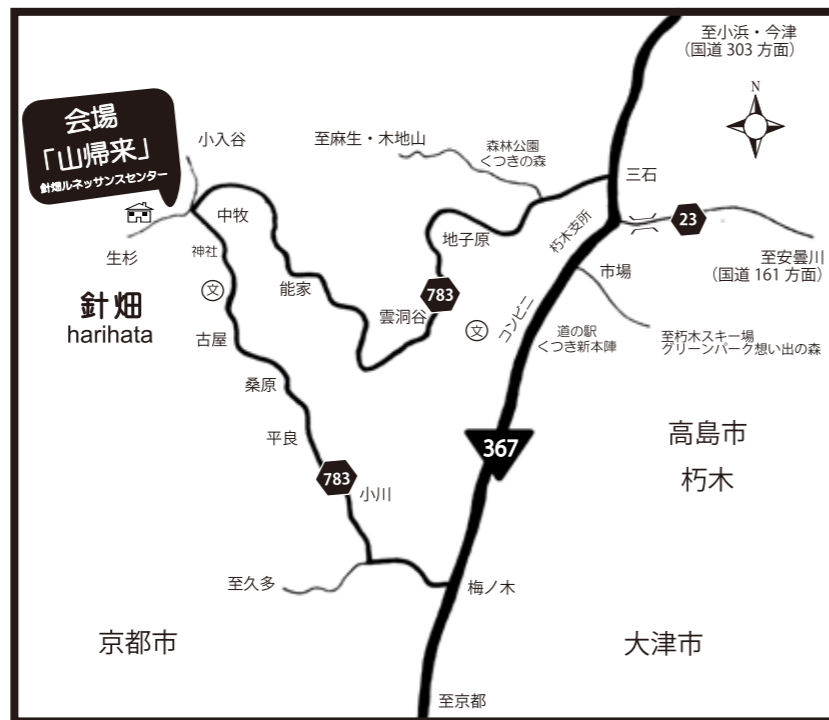 至小浜・今津
（国道 303 方面）
N
会場
「山帰来」
針畑ルネッサンスセンター
小入谷
至麻生・木地山
森林公園
くつきの森
三石
中牧
地子原
朽木支所
23
生杉
神社
至安曇川
（国道 161 方面）
市場
能家
783
針畑
harihata
文
雲洞谷
文
コンビニ
道の駅
くつき新本陣
至朽木スキー場
グリーンパーク想い出の森
古屋
桑原
高島市
朽木
平良
367
783
小川
至久多
梅ノ木
京都市
大津市
至京都